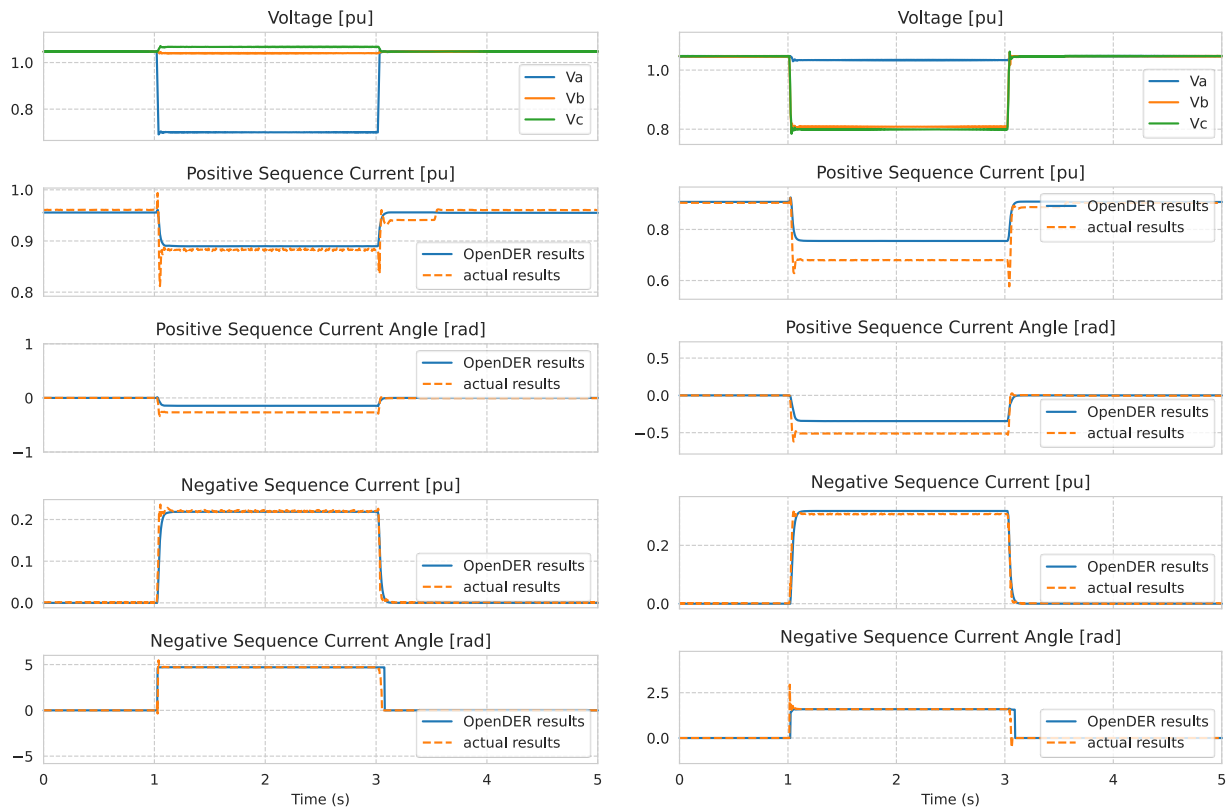 Voltage [pu]
1.0
0.8
Va
Vb
Vc
Positive Sequence Current [pu]
1.0
0.9
0.8
OpenDER results
actual results
Positive Sequence Current Angle [rad]
1
0
−1
OpenDER results
actual results
Negative Sequence Current [pu]
0.2
0.1
0.0
OpenDER results
actual results
Negative Sequence Current Angle [rad]
5
0
−5
OpenDER results
actual results
0 1 2 3 4 5
Time (s)
Voltage [pu]
1.0
0.8
Va
Vb
Vc
Positive Sequence Current [pu]
0.8
0.6
OpenDER results
actual results
Positive Sequence Current Angle [rad]
0.5
0.0
−0.5
OpenDER results
actual results
Negative Sequence Current [pu]
0.2
0.0
OpenDER results
actual results
Negative Sequence Current Angle [rad]
2.5
0.0
OpenDER results
actual results
0 1 2 3 4 5
Time (s)